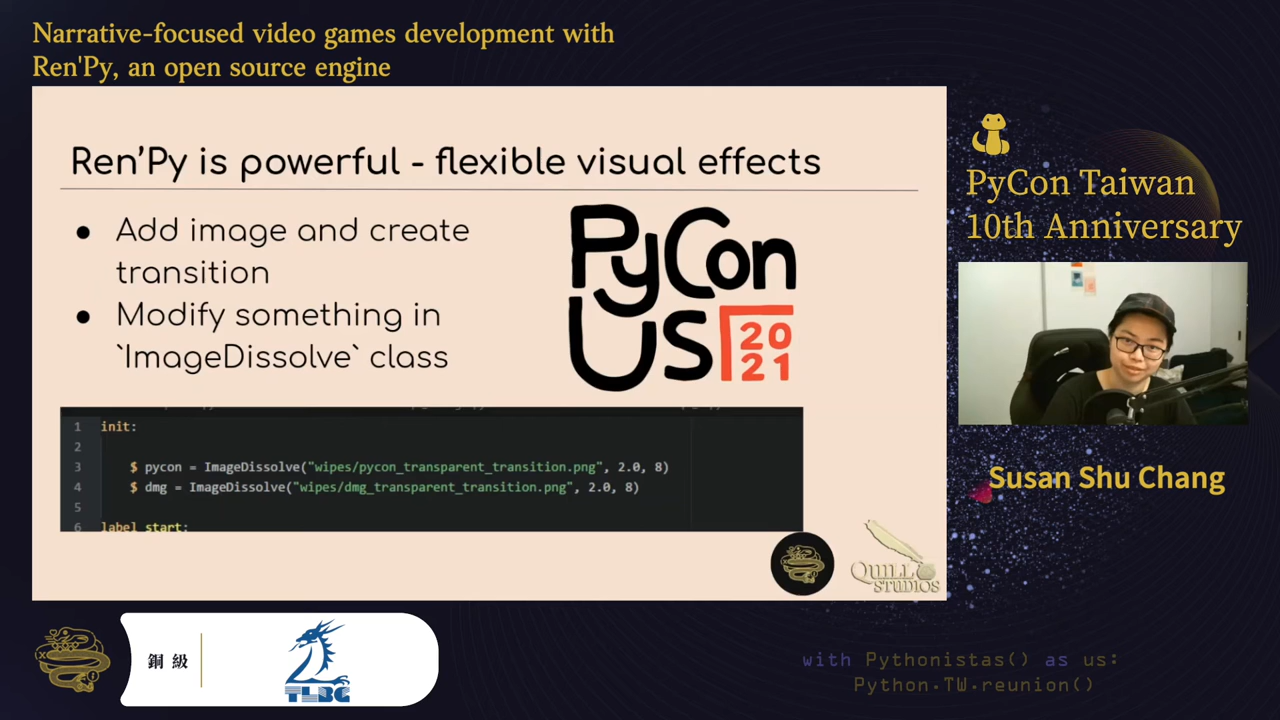 Narrative-focused video games development with
Ren'Py, an open source engine
Ren'Py is powerful - flexible visual effects
● Add image and create
transition
● Modify something in
`ImageDissolve` class
PyCon
US 20
21
1 init:
2
3 $ pycon = ImageDissolve("wipes/pycon_transparent_transition.png", 2.0, 8)
4 $ dmg = ImageDissolve("wipes/dmg_transparent_transition.png", 2.0, 8)
5
6 label start:
QUILL
STUDIOS
PyCon Taiwan
10th Anniversary
Susan Shu Chang
銅級
TLBG
with Pythonistas() as us:
Python.TW.reunion()